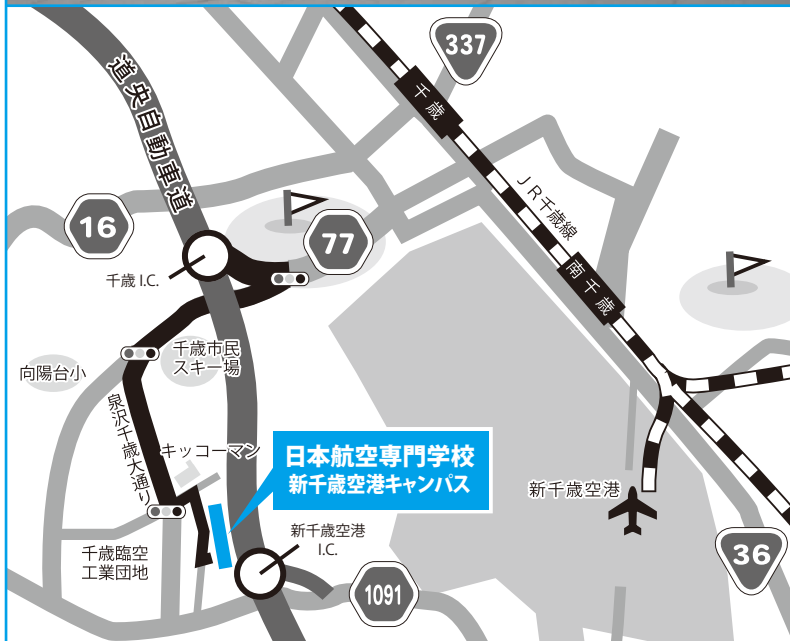 337
千歳
道央自動車道
JR千歳線
16
77
千歳 I.C.
南千歳
千歳市民
スキー場
向陽台小
泉沢千歳大通り
キッコーマン
日本航空専門学校
新千歳空港キャンパス
新千歳空港
新千歳空港
I.C.
千歳臨空
工業団地
36
1091